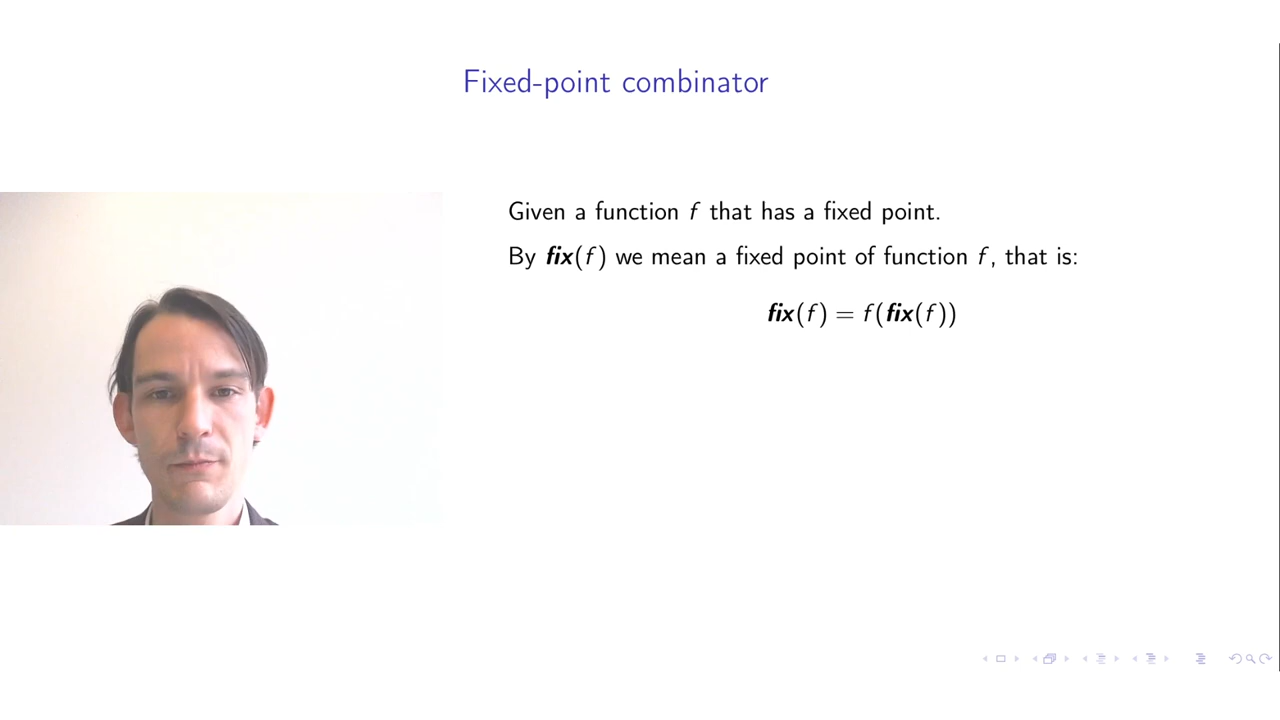 Fixed-point combinator
Given a function f that has a fixed point.
By fix(f) we mean a fixed point of function f, that is:
fix(f) = f(fix(f))